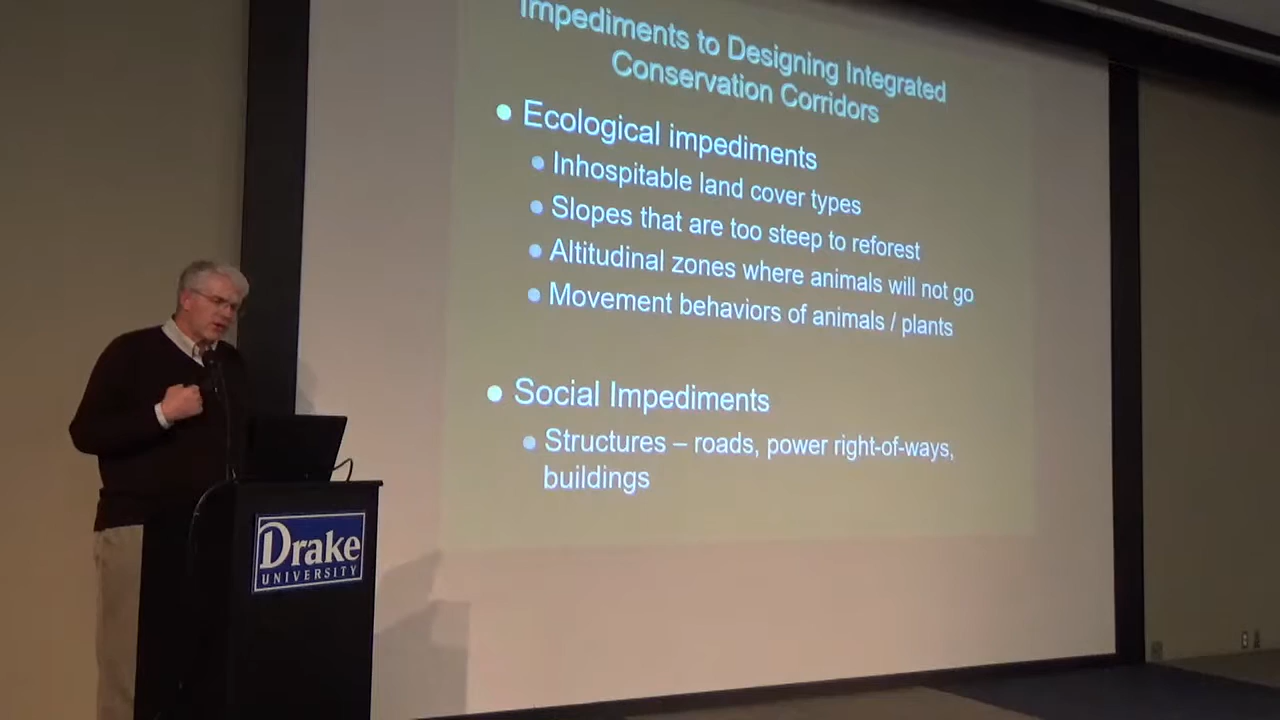 Impediments to Designing Integrated
Conservation Corridors
Ecological impediments
Inhospitable land cover types
Slopes that are too steep to reforest
Altitudinal zones where animals will not go
Movement behaviors of animals / plants
Social Impediments
Structures – roads, power right-of-ways,
buildings
Drake
UNIVERSITY